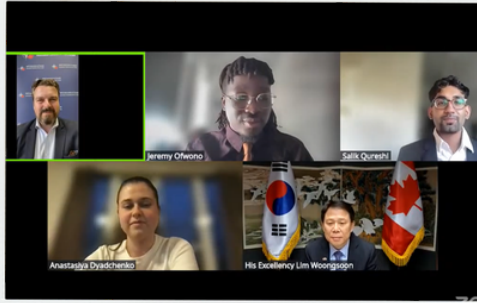 Jeremy Ofwono
Salik Qureshi
Anastasiya Dyadchenko
His Excellency Lim Woongsoon